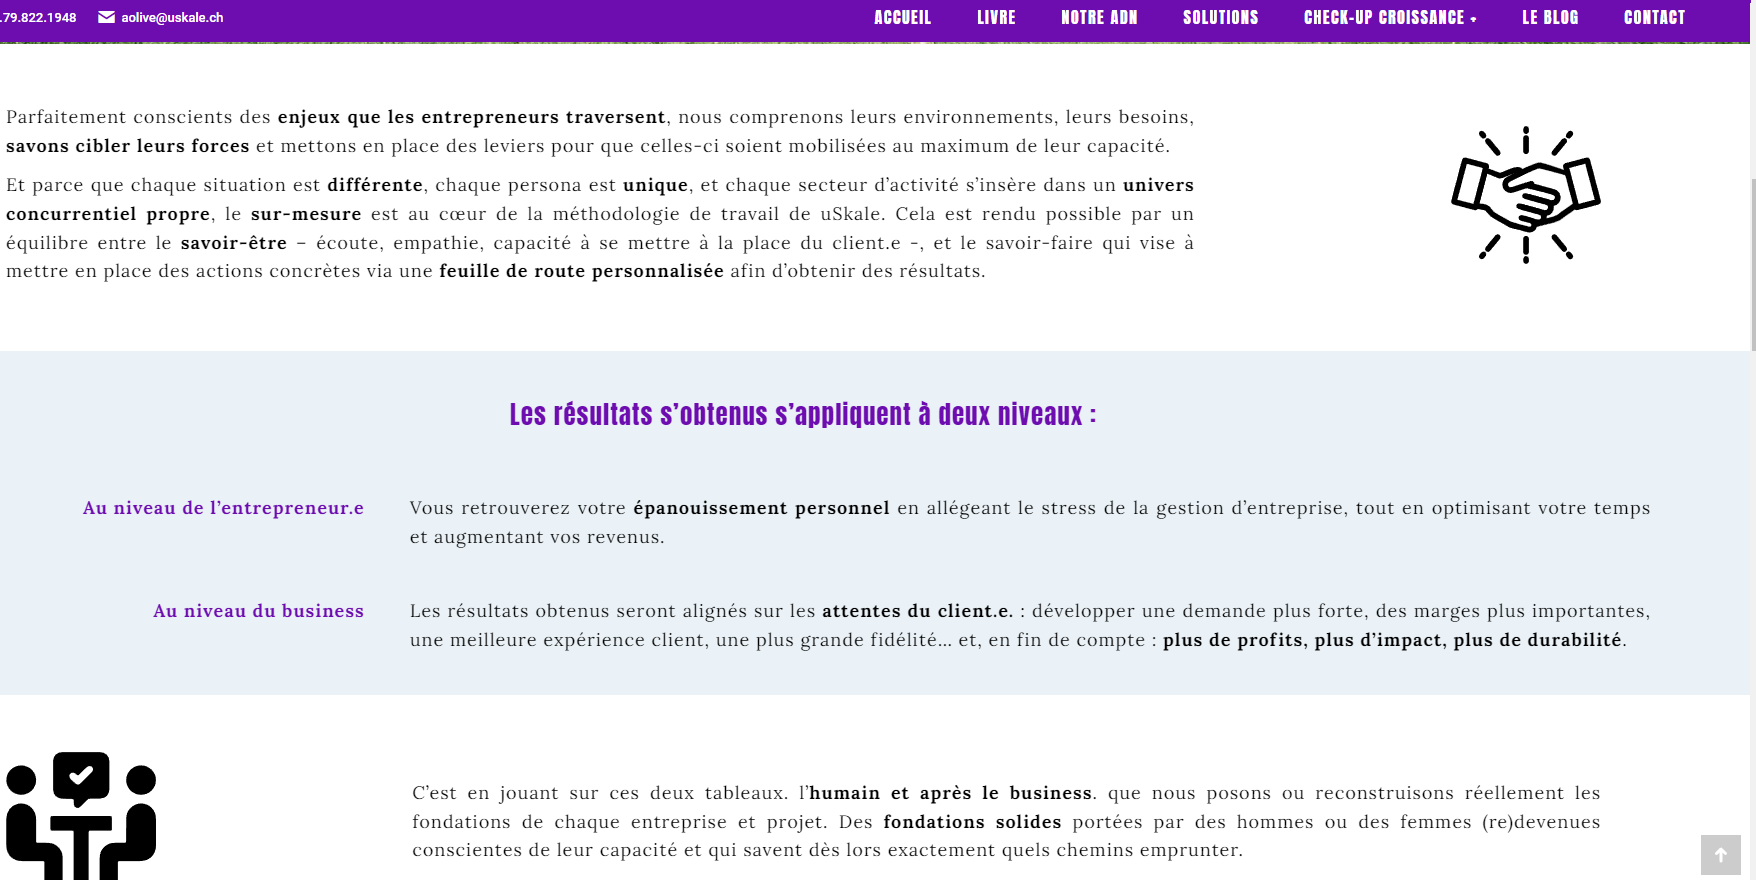 .79.822.1948 aolive@uskale.ch ACCUEIL LIVRE NOTRE ADN SOLUTIONS CHECK-UP CROISSANCE LE BLOG CONTACT
Parfaitement conscients des enjeux que les entrepreneurs traversent, nous comprenons leurs environnements, leurs besoins,
savons cibler leurs forces et mettons en place des leviers pour que celles-ci soient mobilisées au maximum de leur capacité.
Et parce que chaque situation est différente, chaque persona est unique, et chaque secteur d’activité s’insère dans un univers
concurrentiel propre, le sur-mesure est au cœur de la méthodologie de travail de uSkale. Cela est rendu possible par un
équilibre entre le savoir-être – écoute, empathie, capacité à se mettre à la place du client.e -, et le savoir-faire qui vise à
mettre en place des actions concrètes via une feuille de route personnalisée afin d’obtenir des résultats.
Les résultats s’obtenus s’appliquent à deux niveaux :
Au niveau de l’entrepreneur.e
Vous retrouverez votre épanouissement personnel en allégeant le stress de la gestion d’entreprise, tout en optimisant votre temps
et augmentant vos revenus.
Au niveau du business
Les résultats obtenus seront alignés sur les attentes du client.e. : développer une demande plus forte, des marges plus importantes,
une meilleure expérience client, une plus grande fidélité… et, en fin de compte : plus de profits, plus d’impact, plus de durabilité.
C’est en jouant sur ces deux tableaux. l’humain et après le business. que nous posons ou reconstruisons réellement les
fondations de chaque entreprise et projet. Des fondations solides portées par des hommes ou des femmes (re)devenues
conscientes de leur capacité et qui savent dès lors exactement quels chemins emprunter.